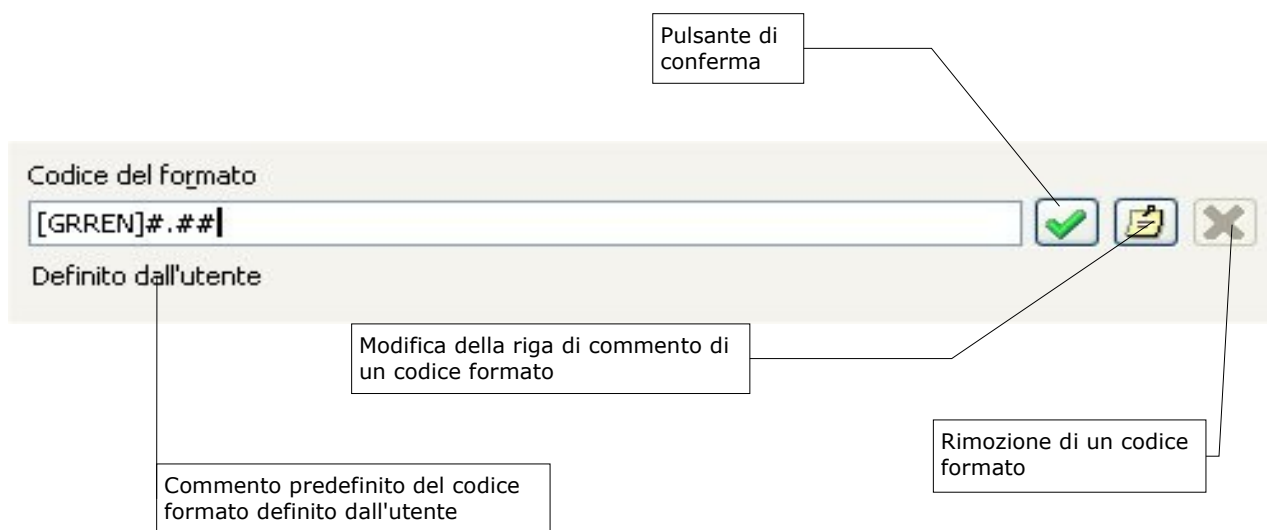 Pulsante di
conferma
Codice del formato
[GRREN]#.##
Definito dall'utente
Modifica della riga di commento di
un codice formato
Rimozione di un codice
formato
Commento predefinito del codice
formato definito dall'utente